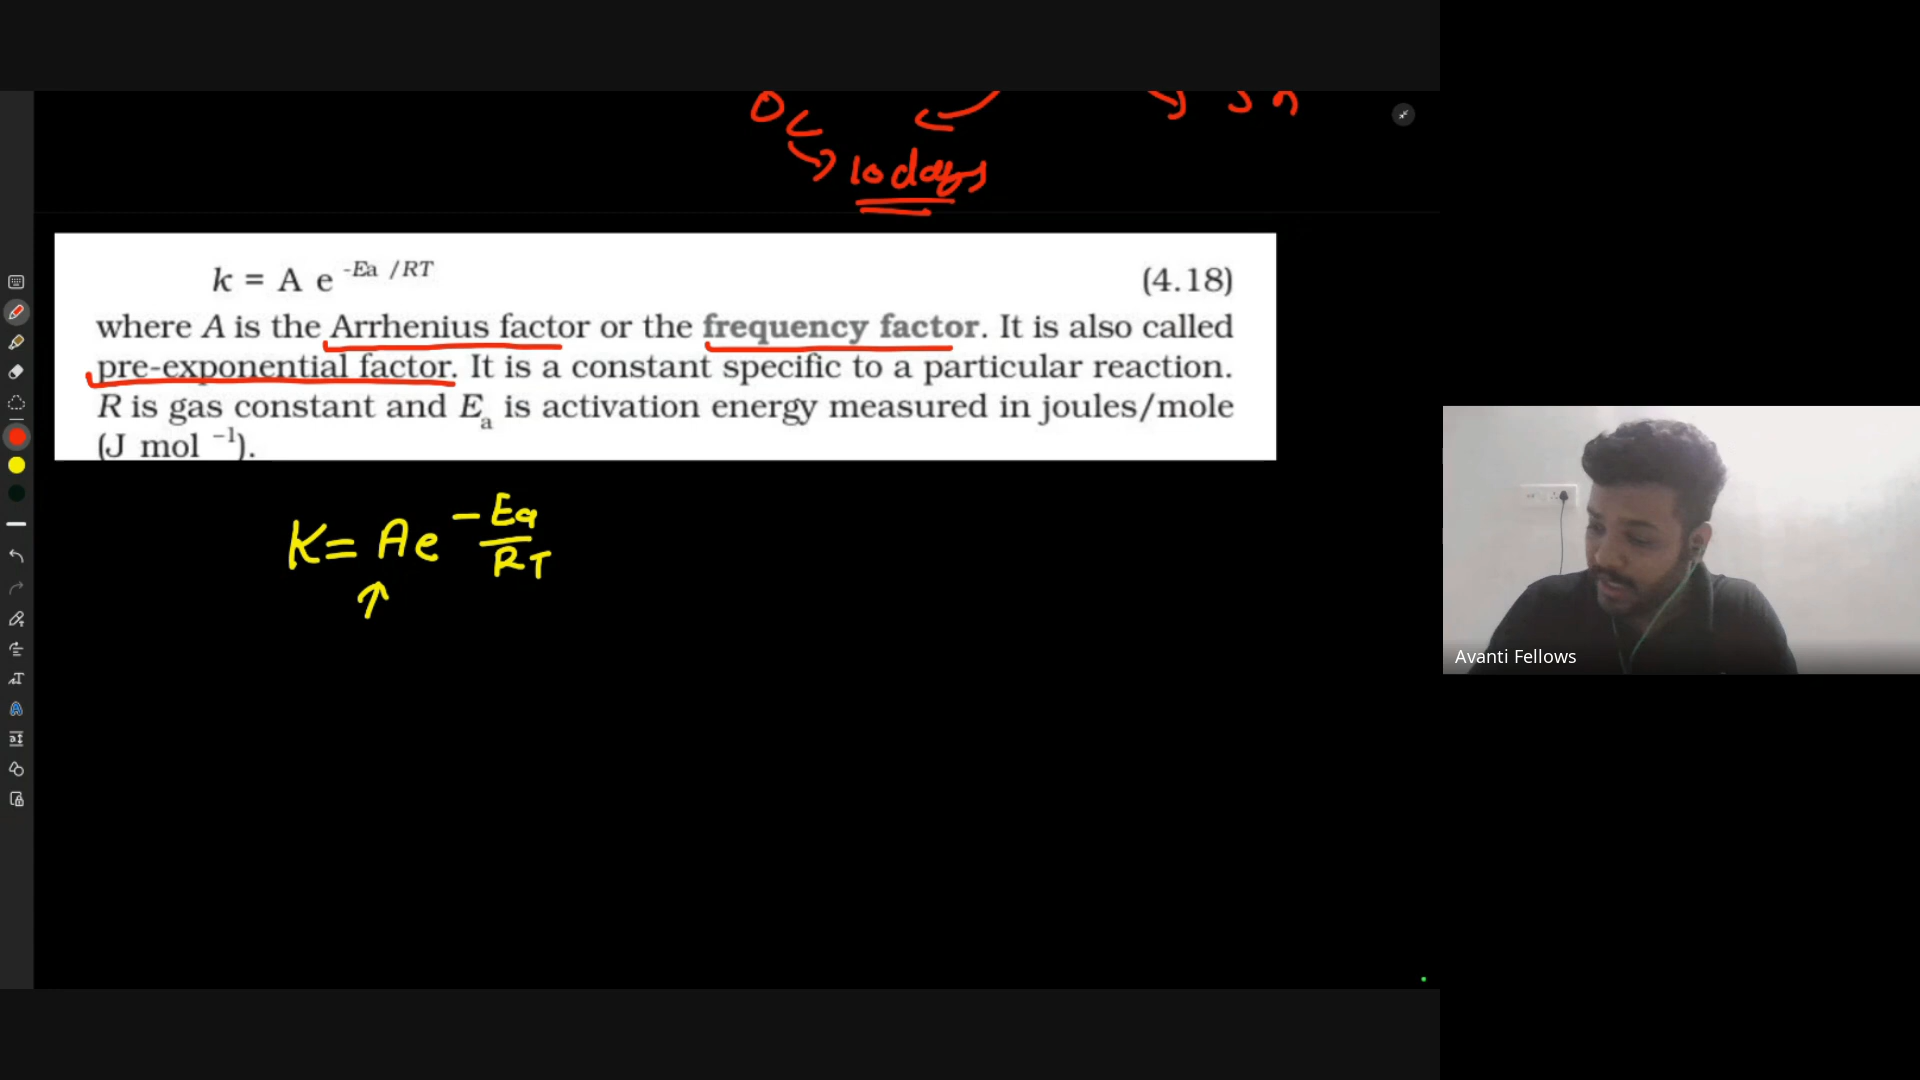 10 days
k = A e -Ea /RT (4.18)
where A is the Arrhenius factor or the frequency factor. It is also called
pre-exponential factor. It is a constant specific to a particular reaction.
R is gas constant and Ea is activation energy measured in joules/mole
(J mol –1).
K = Ae -Ea/RT
Avanti Fellows